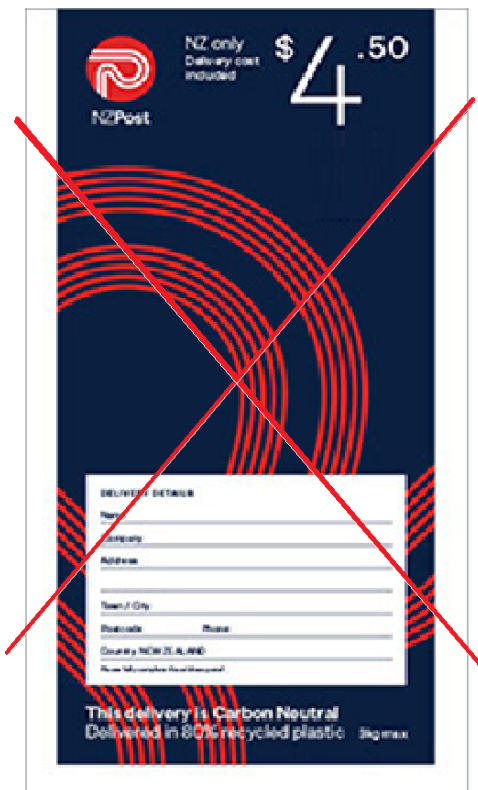 NZ only
Delivery cost
included
$4.50
NZPost
DELIVERY DETAILS
Name
Company
Address
Town / City
Postcode Phone
Country NEW ZEALAND
This delivery is Carbon Neutral
Delivered in 80% recycled plastic 3kg max